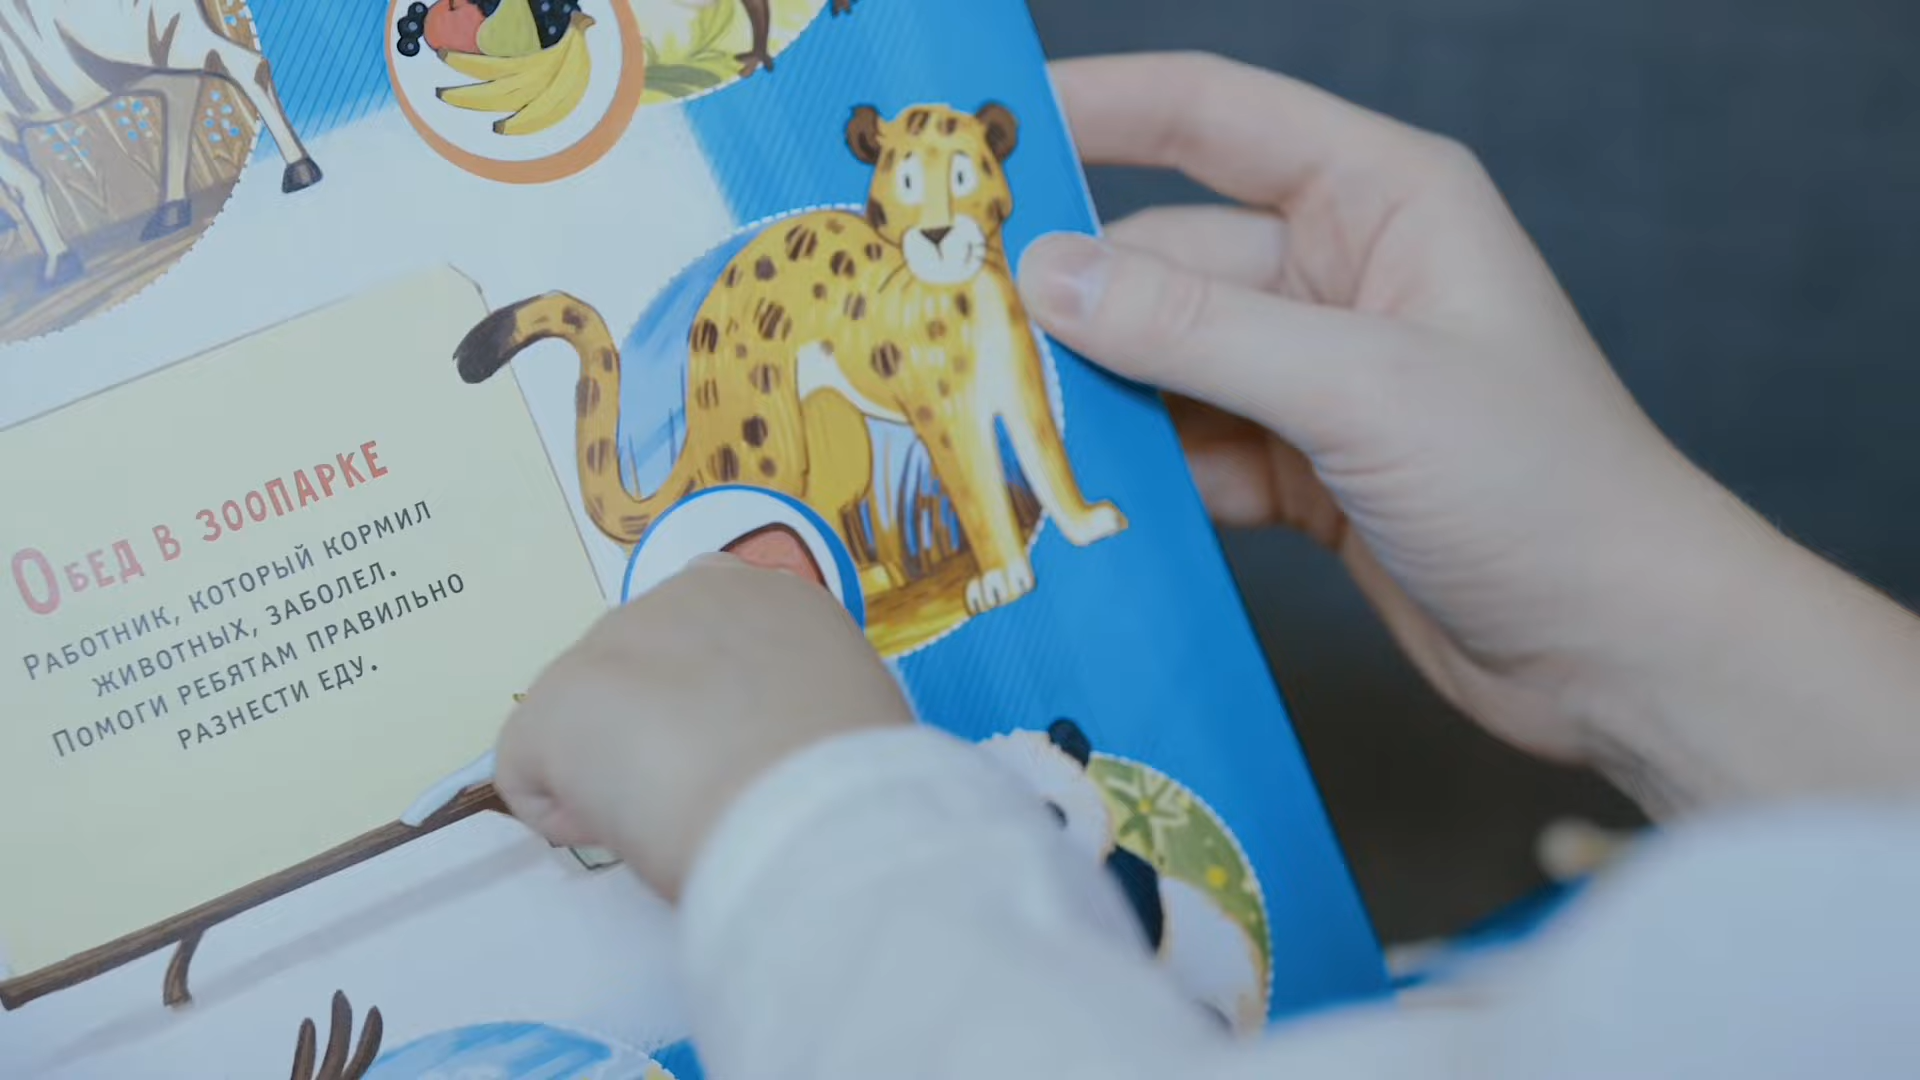 Обед в зоопарке
Работник, который кормил
животных, заболел.
Помоги ребятам правильно
разнести еду.